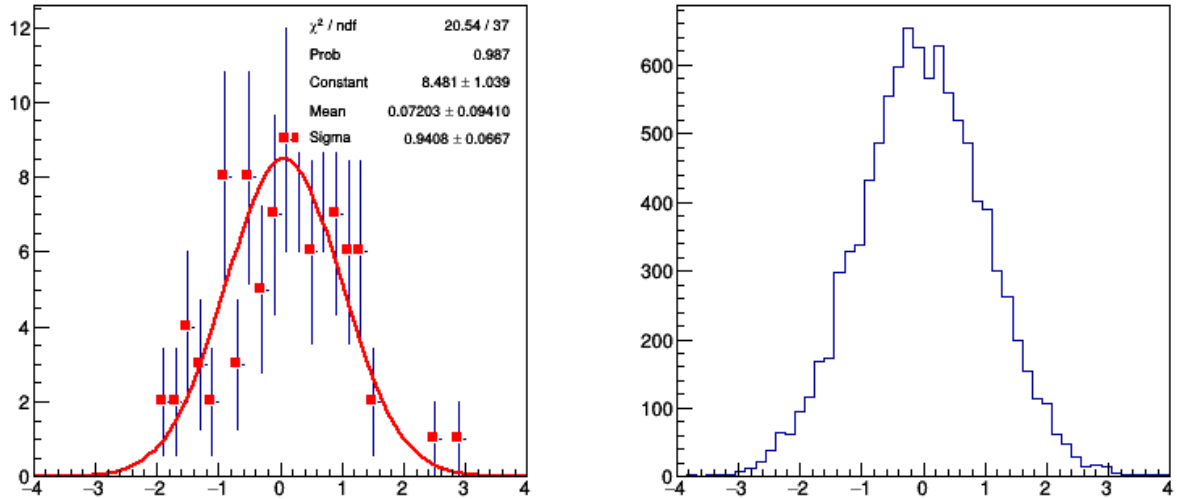 12
10
8
6
4
2
0
−4 −3 −2 −1 0 1 2 3 4
χ² / ndf 20.54 / 37
Prob 0.987
Constant 8.481 ± 1.039
Mean 0.07203 ± 0.09410
Sigma 0.9408 ± 0.0667
600
500
400
300
200
100
0
−4 −3 −2 −1 0 1 2 3 4